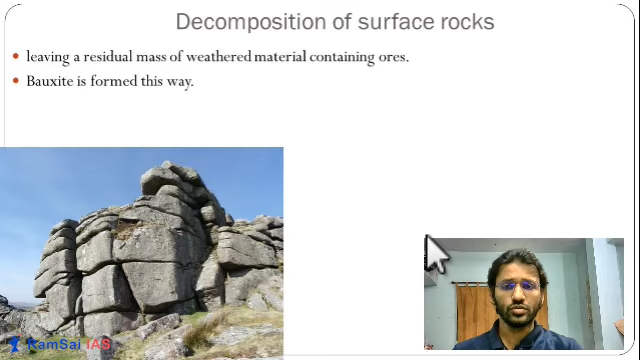 Decomposition of surface rocks
leaving a residual mass of weathered material containing ores.
Bauxite is formed this way.
RamSai IAS